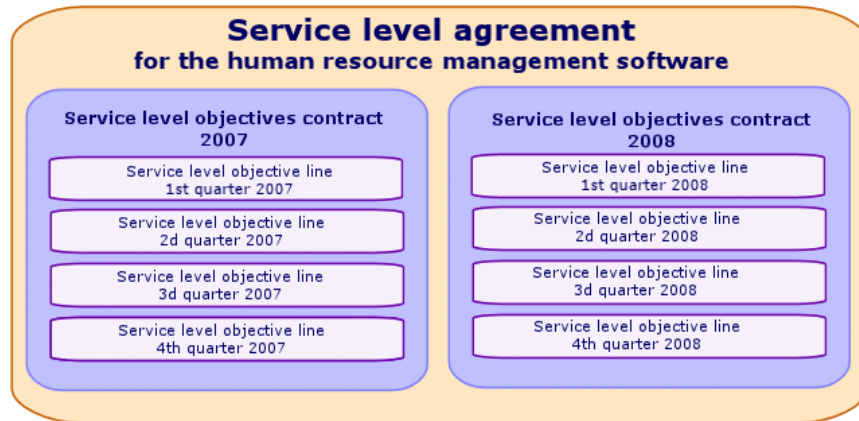 Service level agreement
for the human resource management software
Service level objectives contract
2007
Service level objective line
1st quarter 2007
Service level objective line
2d quarter 2007
Service level objective line
3d quarter 2007
Service level objective line
4th quarter 2007
Service level objectives contract
2008
Service level objective line
1st quarter 2008
Service level objective line
2d quarter 2008
Service level objective line
3d quarter 2008
Service level objective line
4th quarter 2008